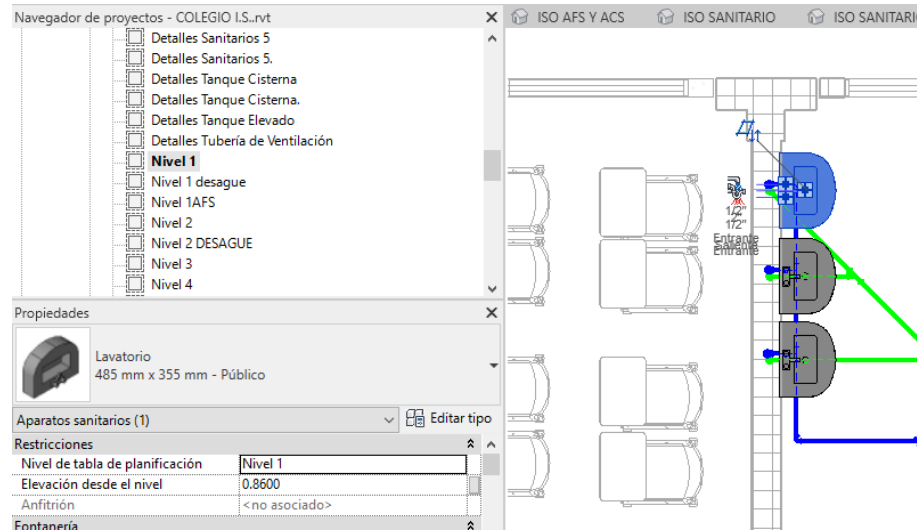 Navegador de proyectos - COLEGIO I.S..rvt
Detalles Sanitarios 5
Detalles Sanitarios 5.
Detalles Tanque Cisterna
Detalles Tanque Cisterna.
Detalles Tanque Elevado
Detalles Tubería de Ventilación
Nivel 1
Nivel 1 desague
Nivel 1AFS
Nivel 2
Nivel 2 DESAGUE
Nivel 3
Nivel 4
Propiedades
Lavatorio
485 mm x 355 mm - Público
Aparatos sanitarios (1)
Editar tipo
Restricciones
Nivel de tabla de planificación Nivel 1
Elevación desde el nivel 0.8600
Anfitrión <no asociado>
Fontanería
ISO AFS Y ACS
ISO SANITARIO
ISO SANITARI
1/2"
1/2"
Entrante
Entrante